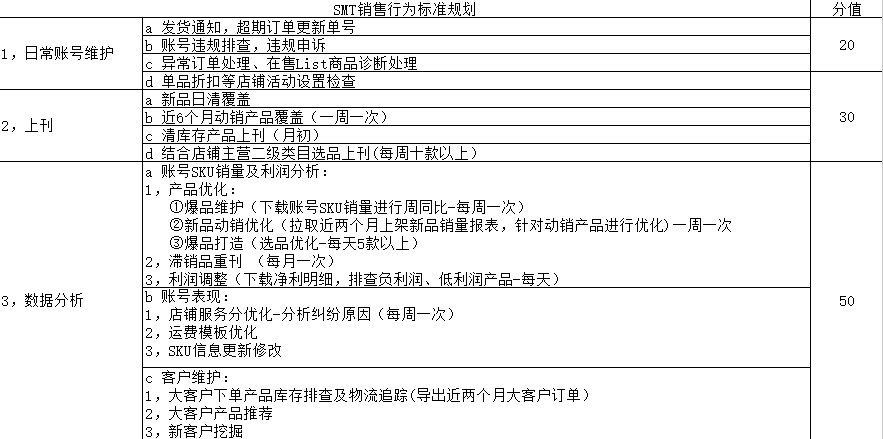 SMT销售行为标准规划 分值
1, 日常账号维护
a 发货通知，超期订单更新单号
b 账号违规排查，违规申诉
c 异常订单处理、在售List商品诊断处理
d 单品折扣等店铺活动设置检查
20
2, 上刊
a 新品日清覆盖
b 近6个月动销产品覆盖（一周一次）
c 清库存产品上刊（月初）
d 结合店铺主营二级类目选品上刊(每周十款以上）
30
3, 数据分析
a 账号SKU销量及利润分析：
1, 产品优化：
①爆品维护（下载账号SKU销量进行周同比-每周一次）
②新品动销优化（拉取近两个月上架新品销量报表，针对动销产品进行优化)一周一次
③爆品打造（选品优化-每天5款以上）
2, 滞销品重刊 （每月一次）
3, 利润调整（下载净利明细，排查负利润、低利润产品-每天）
b 账号表现：
1, 店铺服务分优化-分析纠纷原因（每周一次）
2, 运费模板优化
3, SKU信息更新修改
c 客户维护：
1, 大客户下单产品库存排查及物流追踪(导出近两个月大客户订单）
2, 大客户产品推荐
3, 新客户挖掘
50